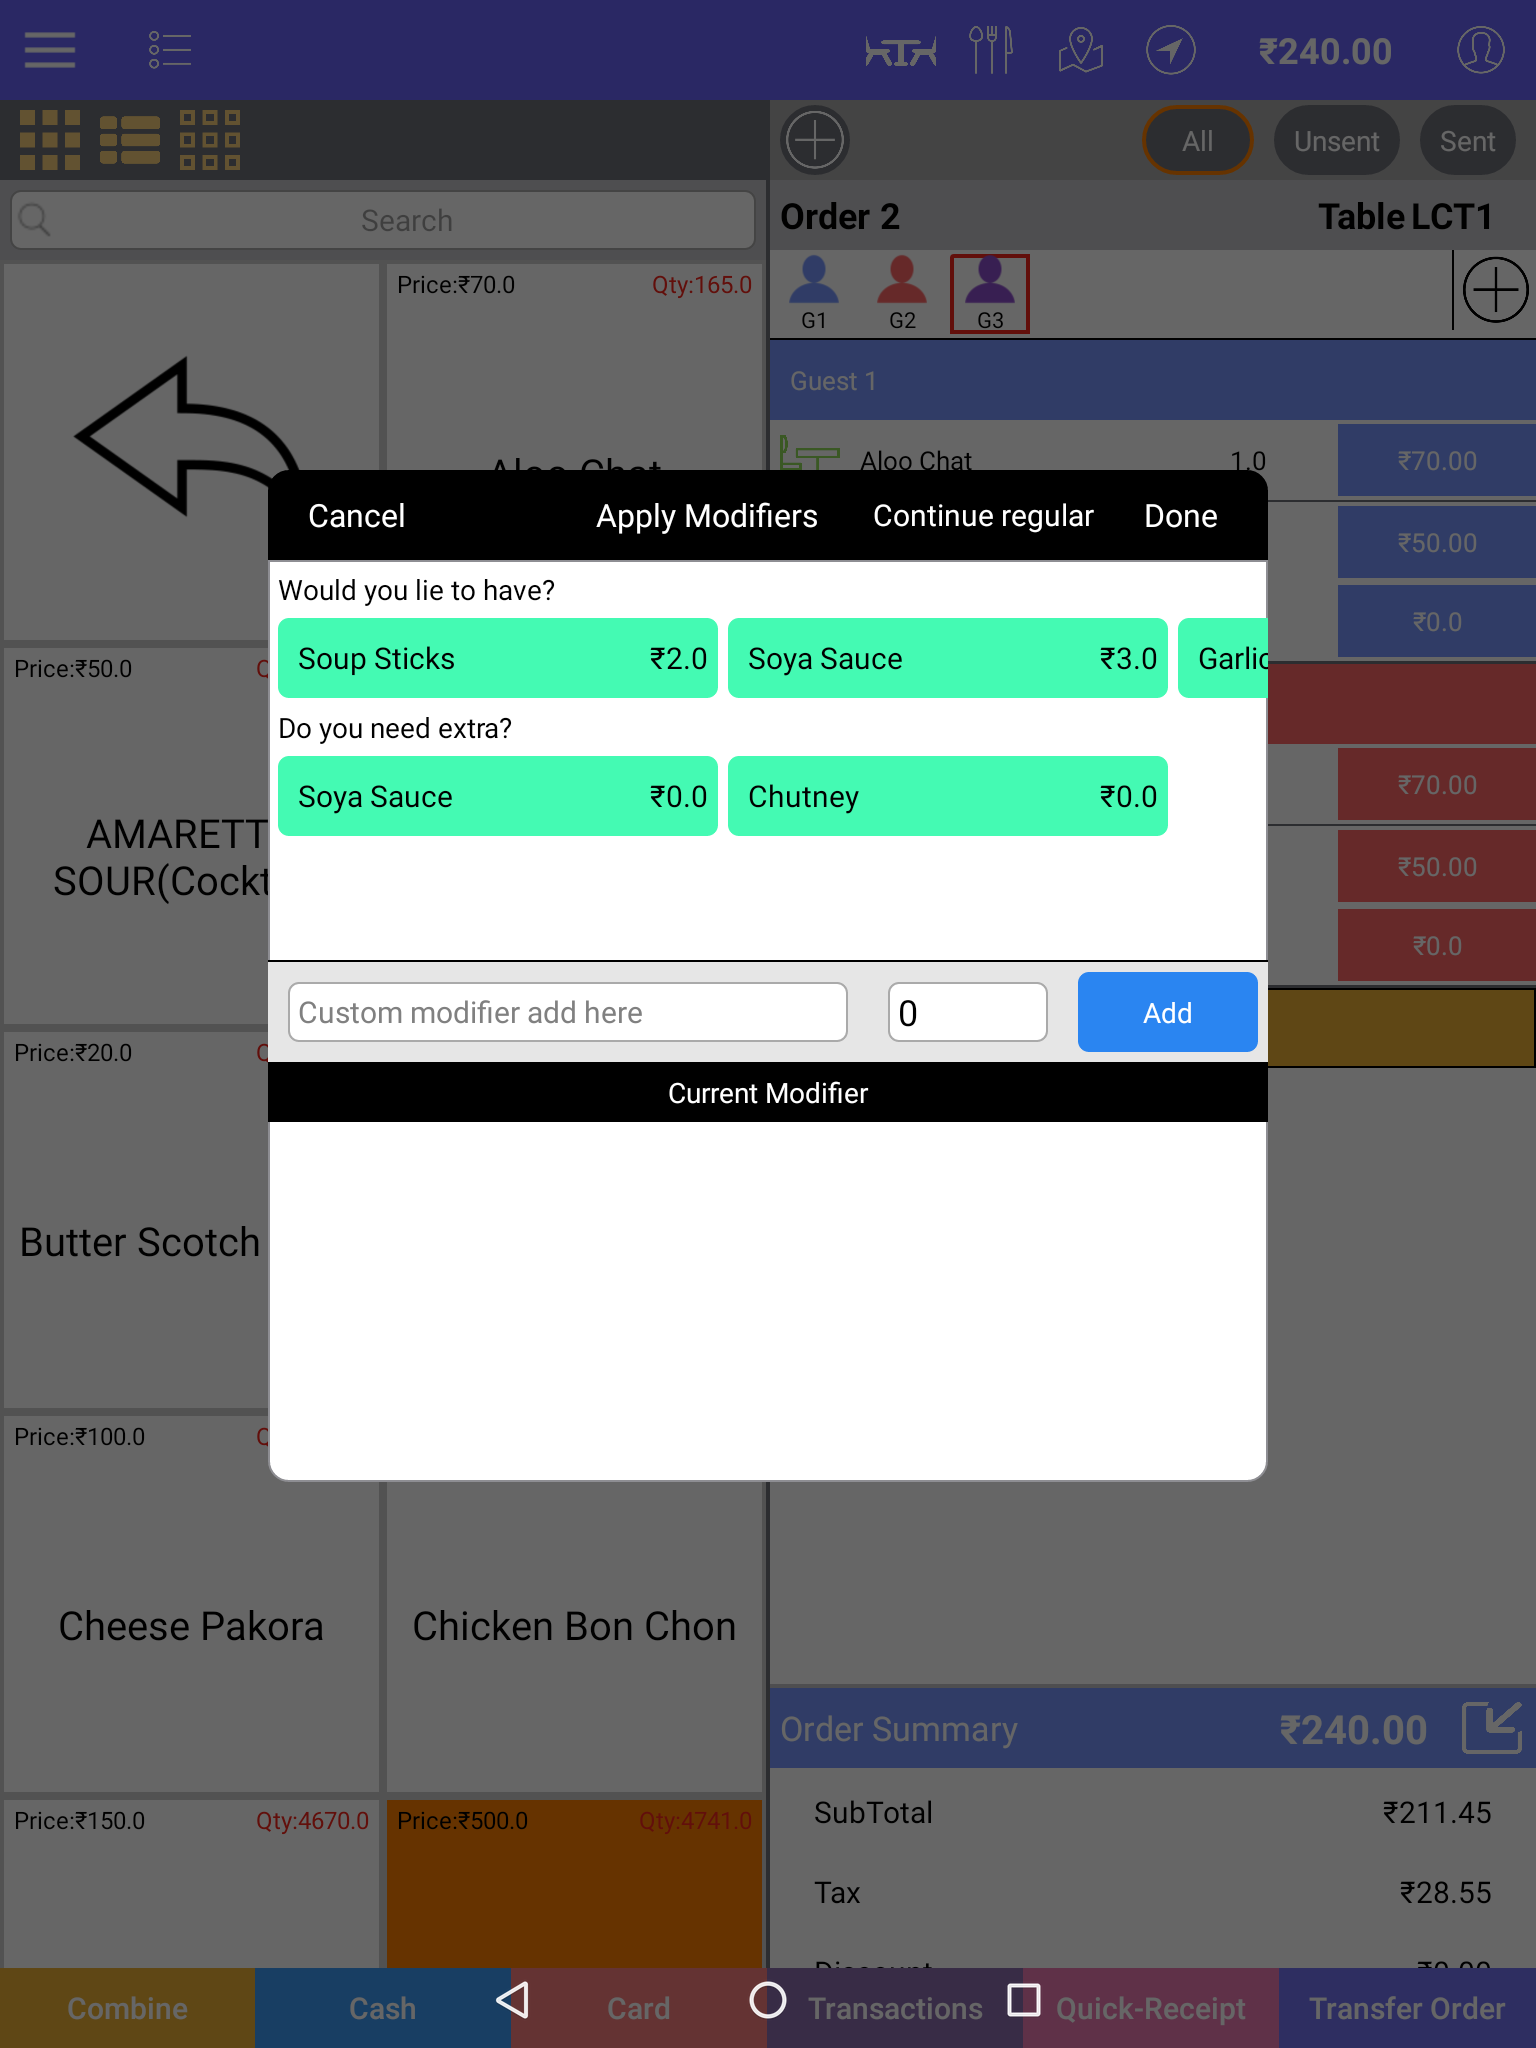 ₹240.00
All
Unsent
Sent
Search
Order 2
Table LCT1
Price:₹70.0
Qty:165.0
G1
G2
G3
Guest 1
Aloo Chat
Aloo Chat
1.0
₹70.00
Cancel
Apply Modifiers
Continue regular
Done
₹50.00
Would you lie to have?
₹0.0
Soup Sticks
₹2.0
Soya Sauce
₹3.0
Price:₹50.0
Do you need extra?
Soya Sauce
₹0.0
Chutney
₹0.0
₹70.00
AMARETT
SOUR(Cockt
₹50.00
₹0.0
Custom modifier add here
0
Add
Price:₹20.0
Current Modifier
Butter Scotch
Price:₹100.0
Cheese Pakora
Chicken Bon Chon
Order Summary
₹240.00
SubTotal
₹211.45
Price:₹150.0
Qty:4670.0
Price:₹500.0
Qty:4741.0
Tax
₹28.55
Combine
Cash
Card
Transactions
Quick-Receipt
Transfer Order